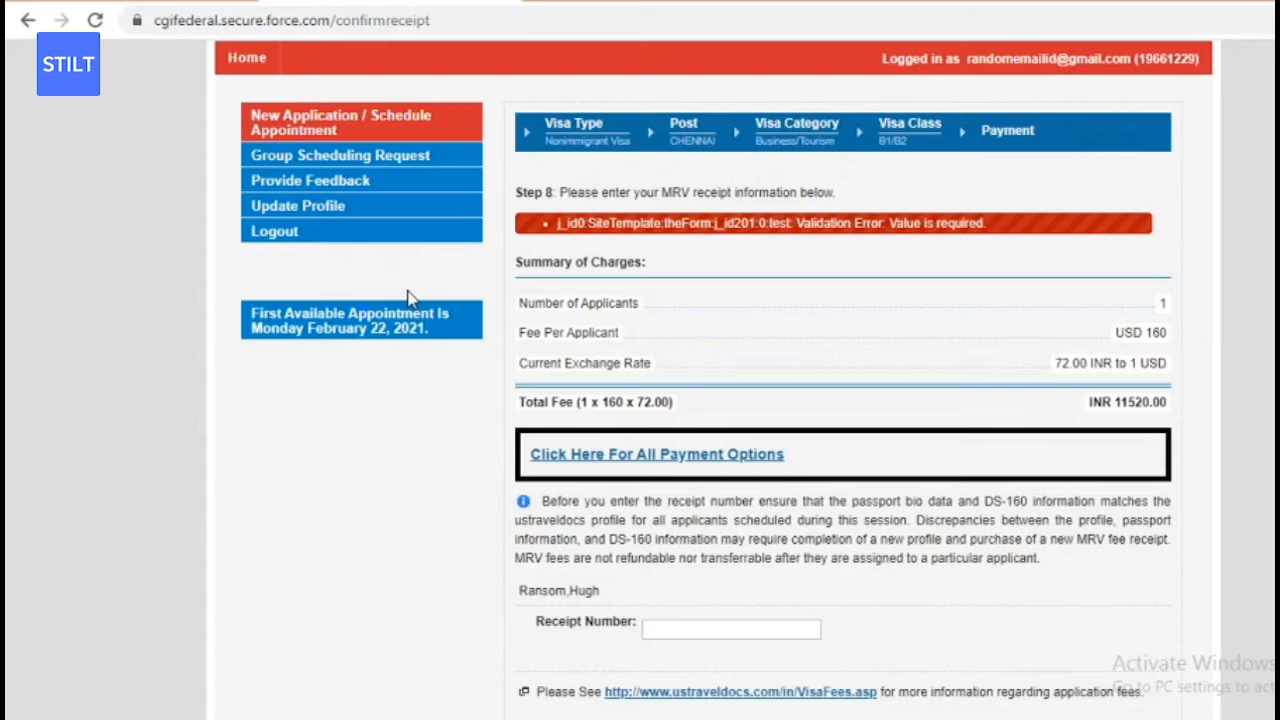 cgifederal.secure.force.com/confirmreceipt
STILT
Home
Logged in as randomemailid@gmail.com (19661229)
New Application / Schedule
Appointment
Group Scheduling Request
Provide Feedback
Update Profile
Logout
First Available Appointment Is
Monday February 22, 2021.
Visa Type
Nonimmigrant Visa
Post
CHENNAI
Visa Category
Business/Tourism
Visa Class
B1/B2
Payment
Step 8: Please enter your MRV receipt information below.
j_id0:SiteTemplate:theForm:j_id201:0:test: Validation Error: Value is required.
Summary of Charges:
Number of Applicants 1
Fee Per Applicant USD 160
Current Exchange Rate 72.00 INR to 1 USD
Total Fee (1 x 160 x 72.00) INR 11520.00
Click Here For All Payment Options
Before you enter the receipt number ensure that the passport bio data and DS-160 information matches the
ustraveldocs profile for all applicants scheduled during this session. Discrepancies between the profile, passport
information, and DS-160 information may require completion of a new profile and purchase of a new MRV fee receipt.
MRV fees are not refundable nor transferrable after they are assigned to a particular applicant.
Ransom,Hugh
Receipt Number:
Please See http://www.ustraveldocs.com/in/VisaFees.asp for more information regarding application fees.
Activate Windows
Go to PC settings to act